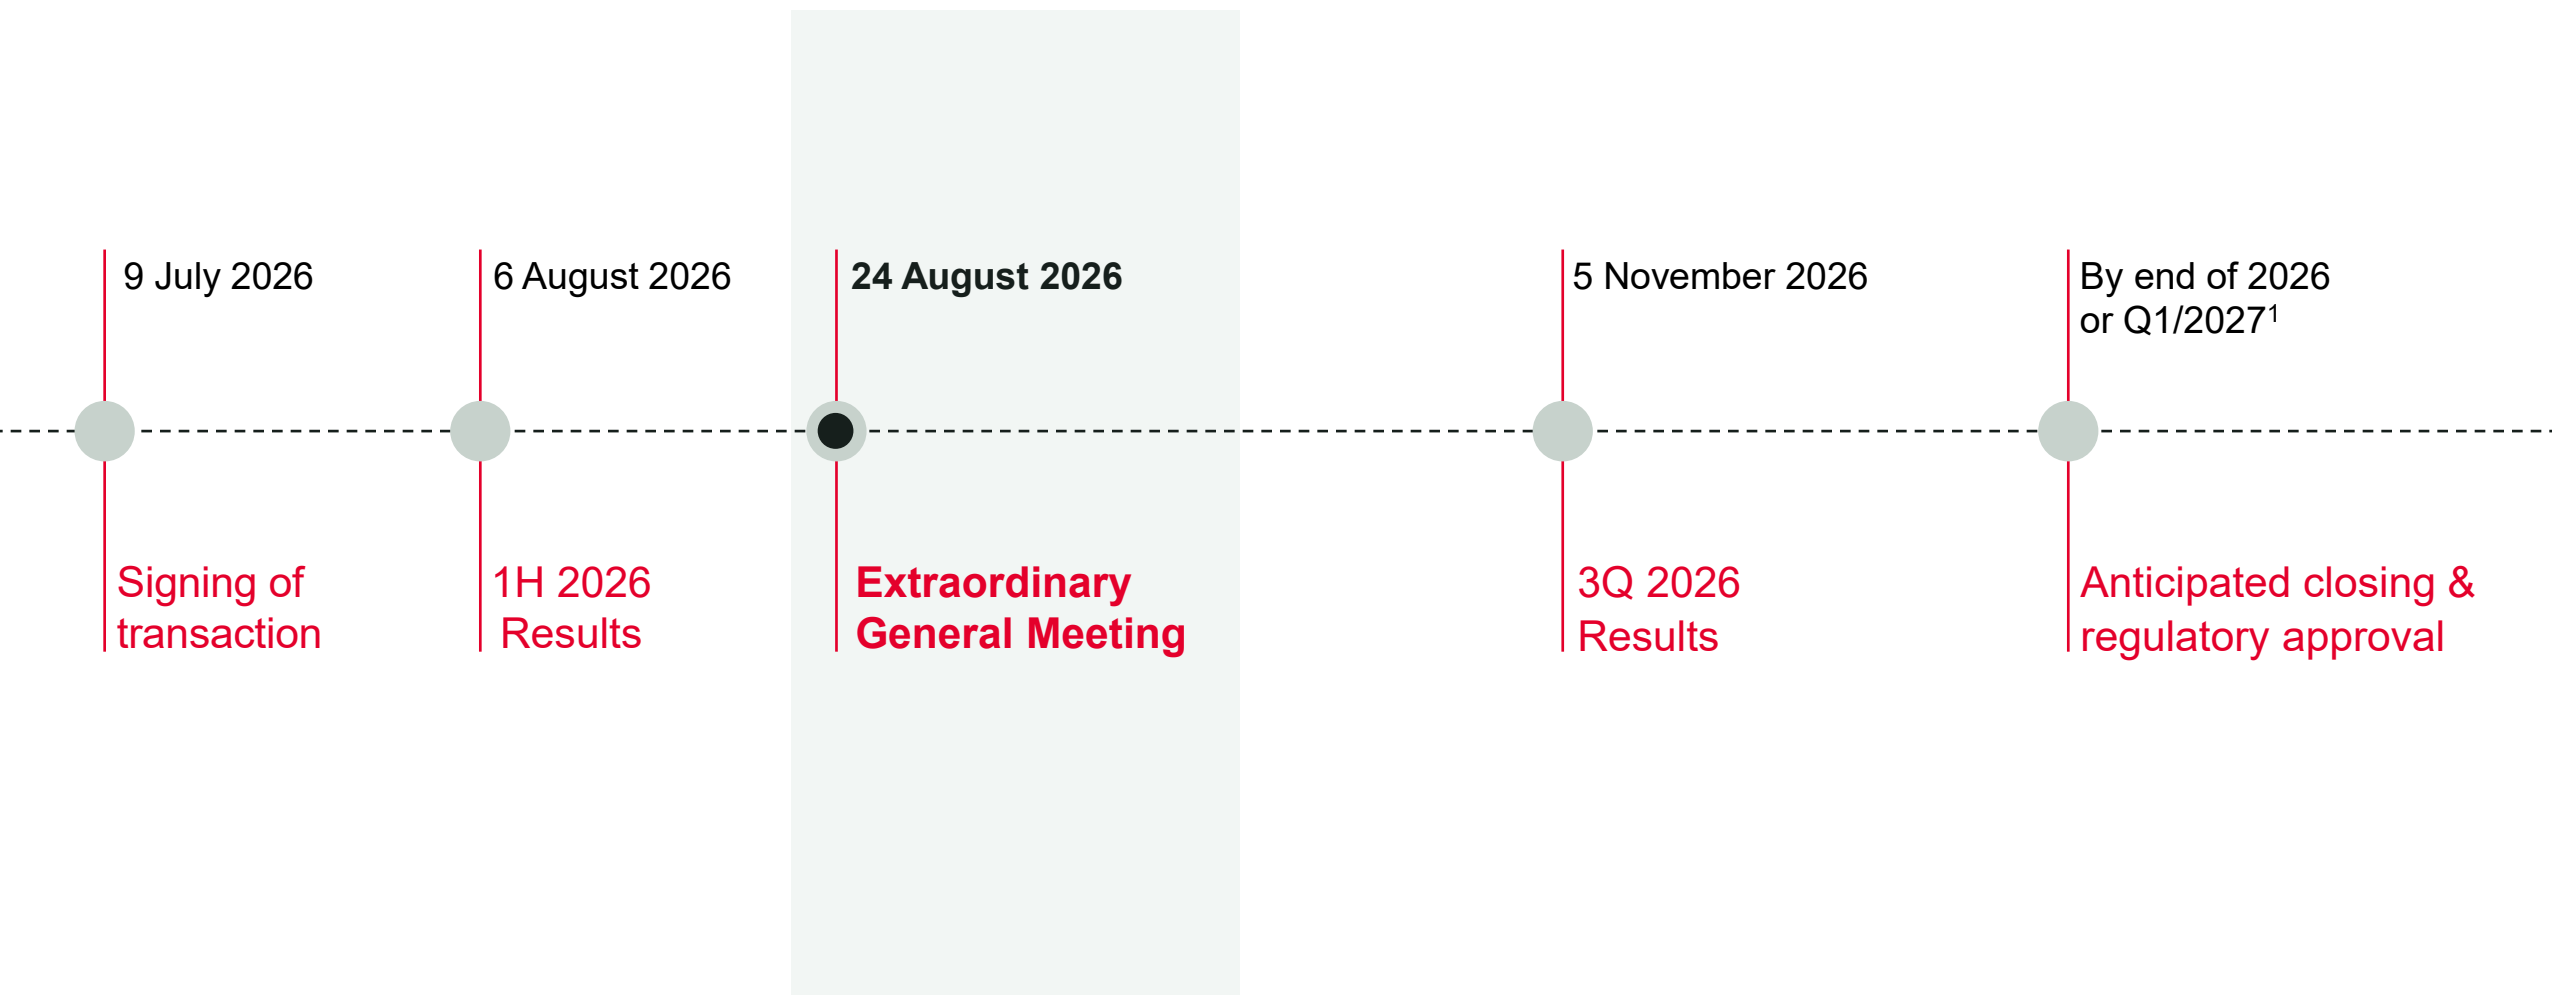 9 July 2026
6 August 2026
24 August 2026
5 November 2026
By end of 2026
or Q1/2027¹
Signing of
transaction
1H 2026
Results
Extraordinary
General Meeting
3Q 2026
Results
Anticipated closing &
regulatory approval